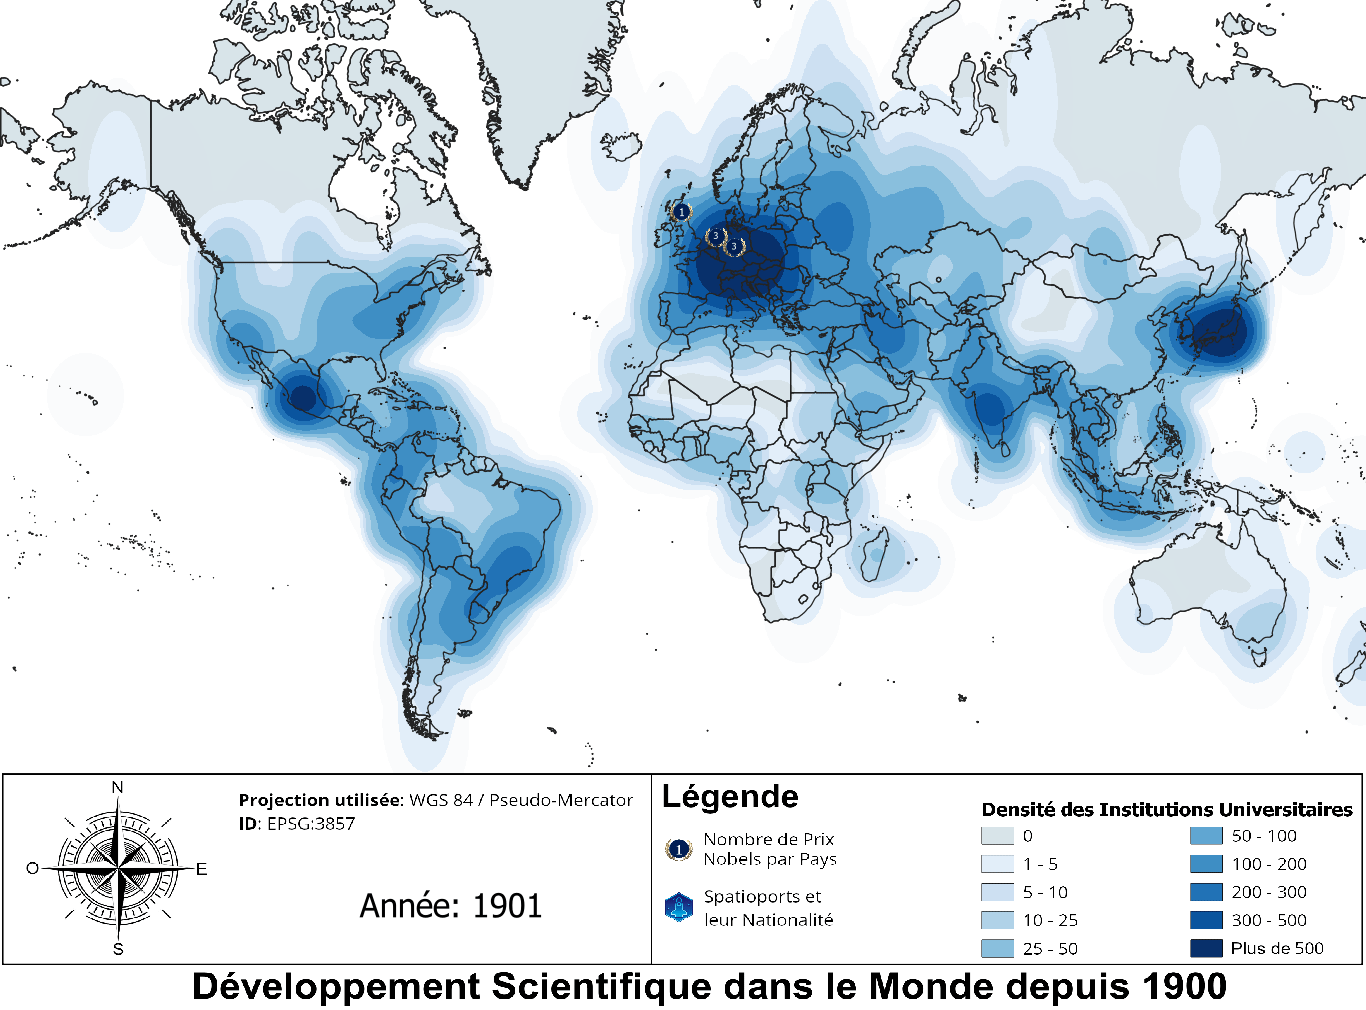 1
3
3
N
O
E
S
Projection utilisée: WGS 84 / Pseudo-Mercator
ID: EPSG:3857
Année: 1901
Légende
1
Nombre de Prix
Nobels par Pays
Spatioports et
leur Nationalité
Densité des Institutions Universitaires
0
1 - 5
5 - 10
10 - 25
25 - 50
50 - 100
100 - 200
200 - 300
300 - 500
Plus de 500
Développement Scientifique dans le Monde depuis 1900